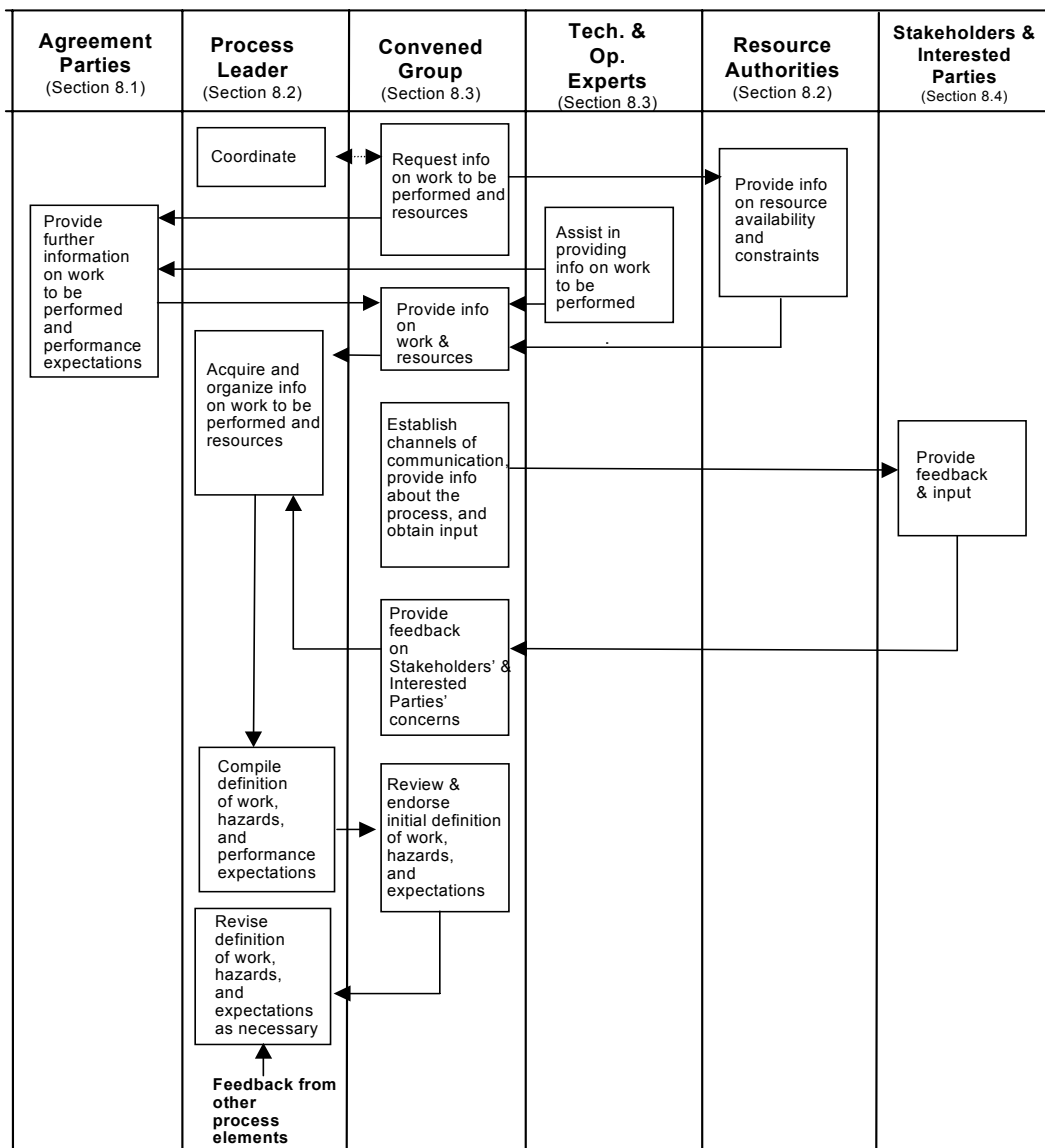 Agreement
Parties
(Section 8.1)
Process
Leader
(Section 8.2)
Convened
Group
(Section 8.3)
Tech. &
Op.
Experts
(Section 8.3)
Resource
Authorities
(Section 8.2)
Stakeholders &
Interested
Parties
(Section 8.4)
Coordinate
Request info
on work to be
performed and
resources
Provide info
on resource
availability
and
constraints
Provide
further
information
on work
to be
performed
and
performance
expectations
Assist in
providing
info on work
to be
performed
Provide info
on
work &
resources
Acquire and
organize info
on work to be
performed and
resources
Establish
channels of
communication,
provide info
about the
process, and
obtain input
Provide
feedback
& input
Provide
feedback
on
Stakeholders' &
Interested
Parties'
concerns
Compile
definition
of work,
hazards,
and
performance
expectations
Review &
endorse
initial definition
of work,
hazards,
and
expectations
Revise
definition
of work,
hazards,
and
expectations
as necessary
Feedback from
other
process
elements